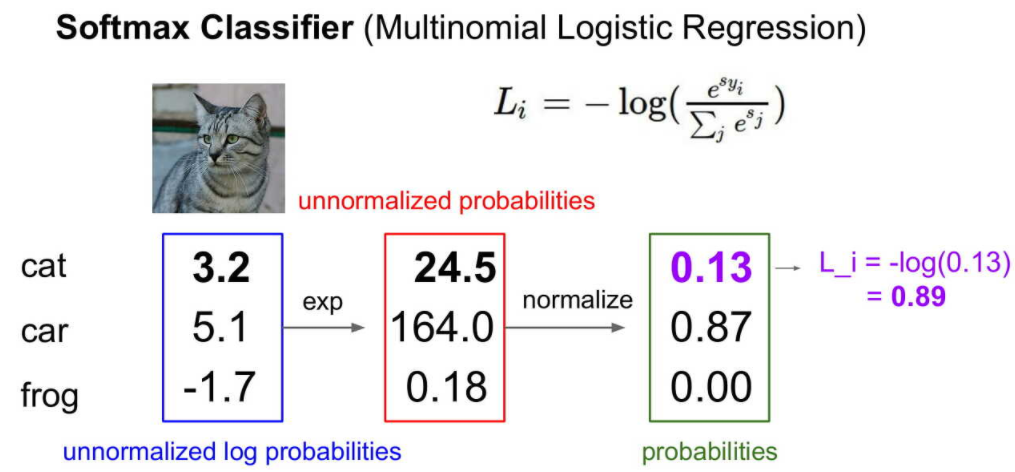 Softmax Classifier (Multinomial Logistic Regression)
L_i = − log(\frac{e^{s_{y_i}}}{\sum_j e^{s_j}})
unnormalized probabilities
cat 3.2 24.5 0.13 L_i = -log(0.13)
= 0.89
exp normalize
car 5.1 164.0 0.87
frog -1.7 0.18 0.00
unnormalized log probabilities probabilities